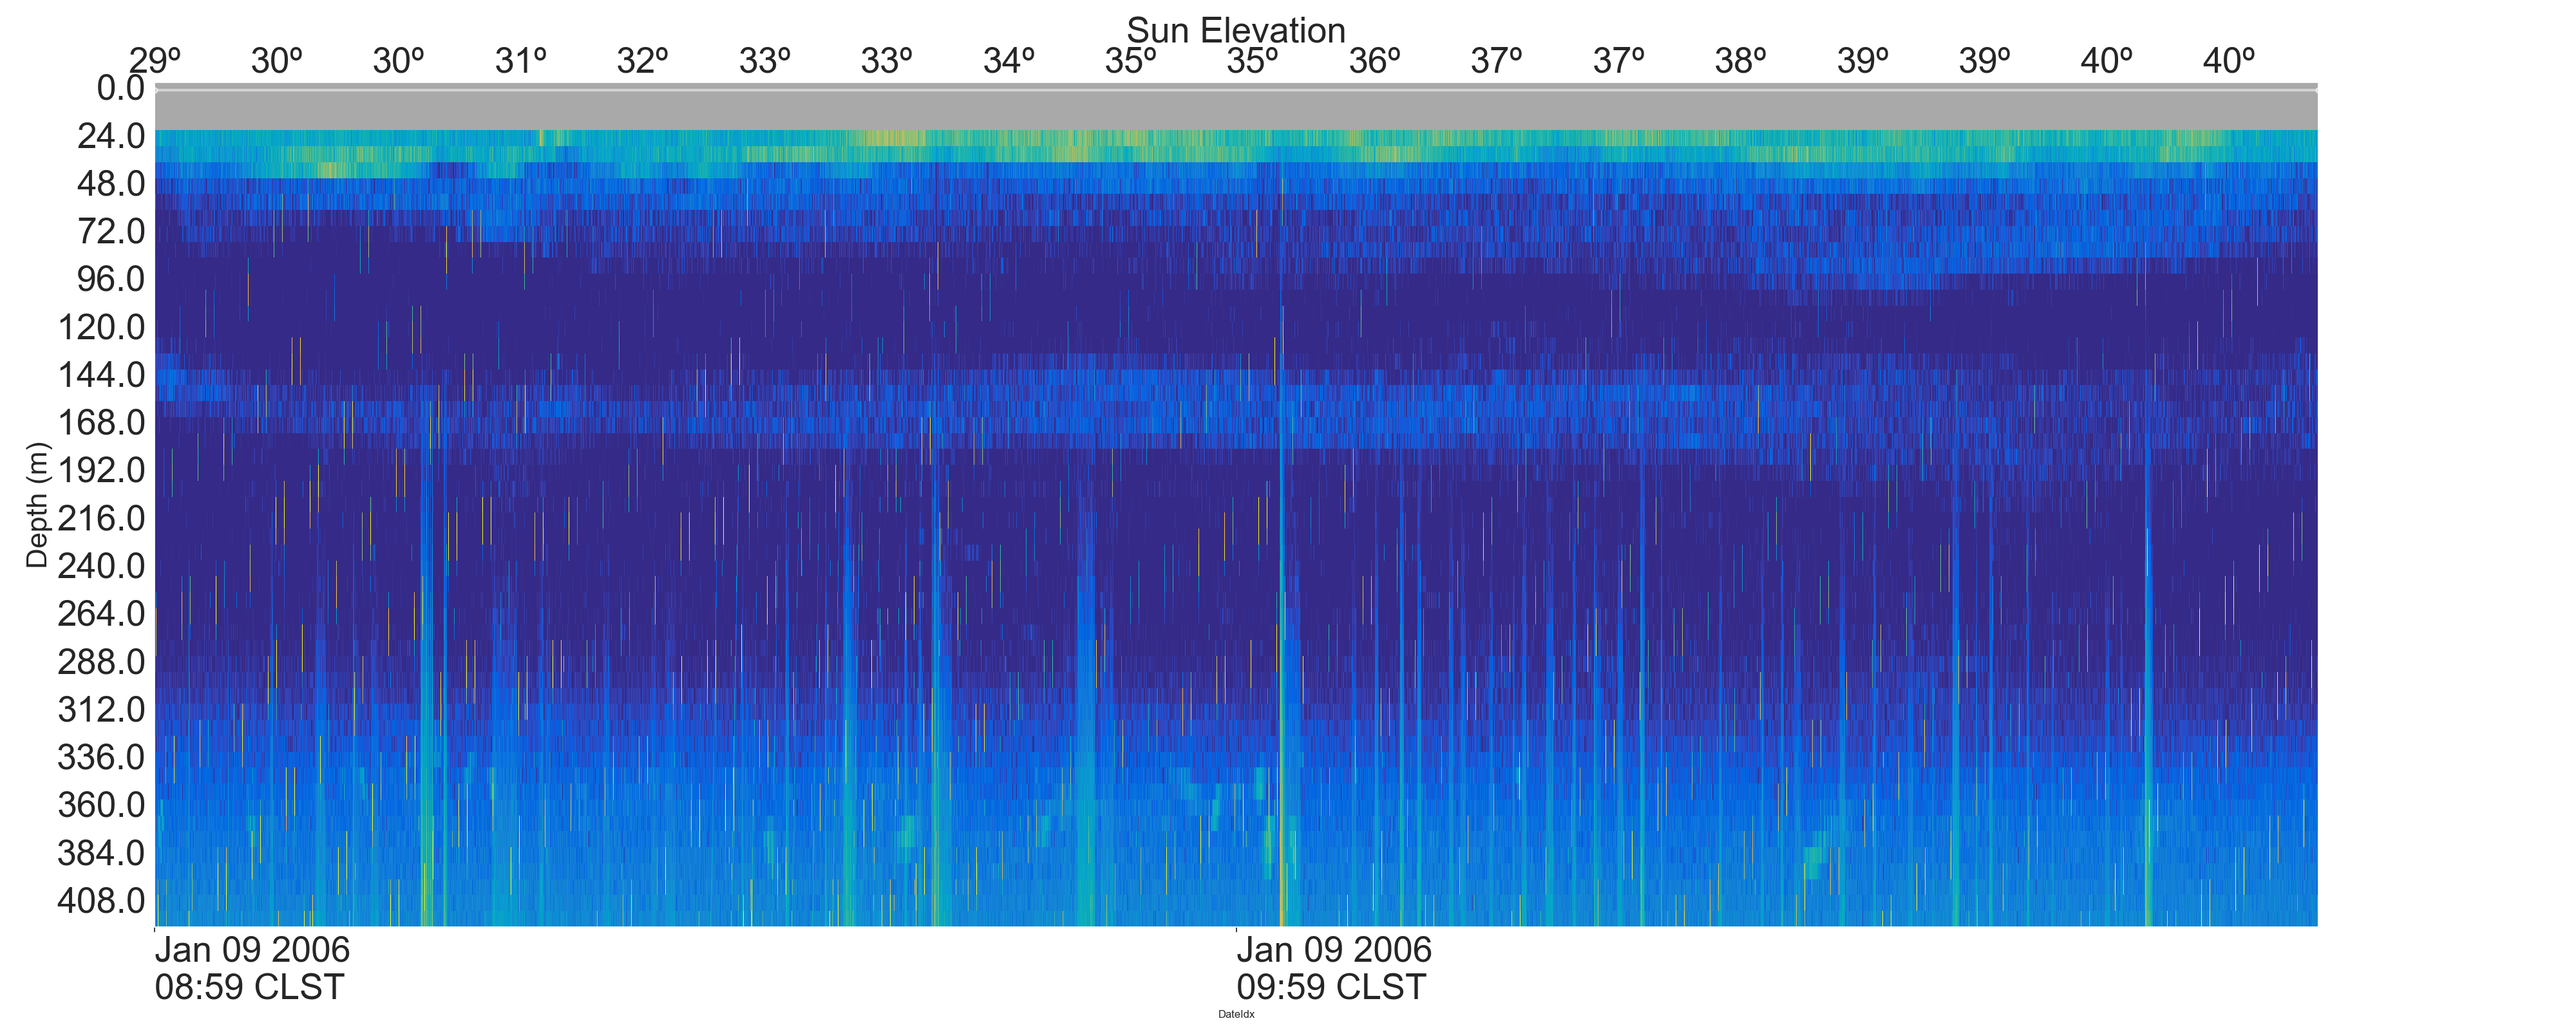 Sun Elevation
29º 30º 30º 31º 32º 33º 33º 34º 35º 35º 36º 37º 37º 38º 39º 39º 40º 40º
0.0
24.0
48.0
72.0
96.0
120.0
144.0
168.0
192.0
216.0
240.0
264.0
288.0
312.0
336.0
360.0
384.0
408.0
Depth (m)
Jan 09 2006
08:59 CLST
Jan 09 2006
09:59 CLST
DateIdx